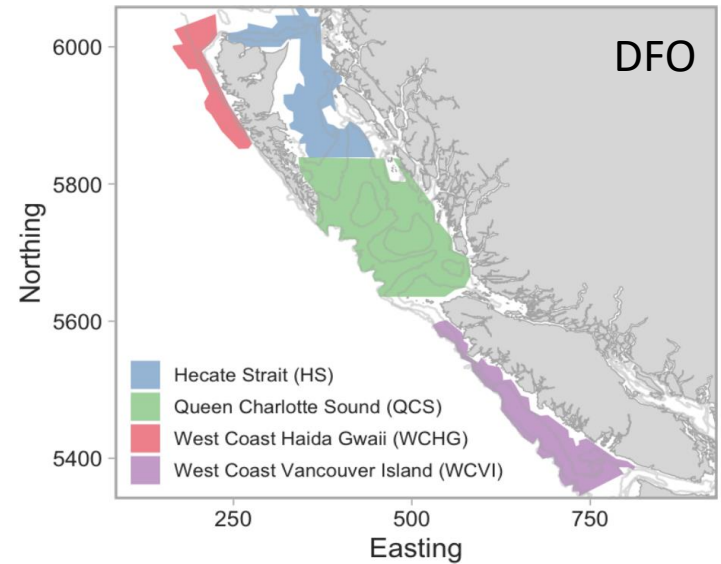 DFO
6000
5800
5600
5400
Northing
Hecate Strait (HS)
Queen Charlotte Sound (QCS)
West Coast Haida Gwaii (WCHG)
West Coast Vancouver Island (WCVI)
250 500 750
Easting